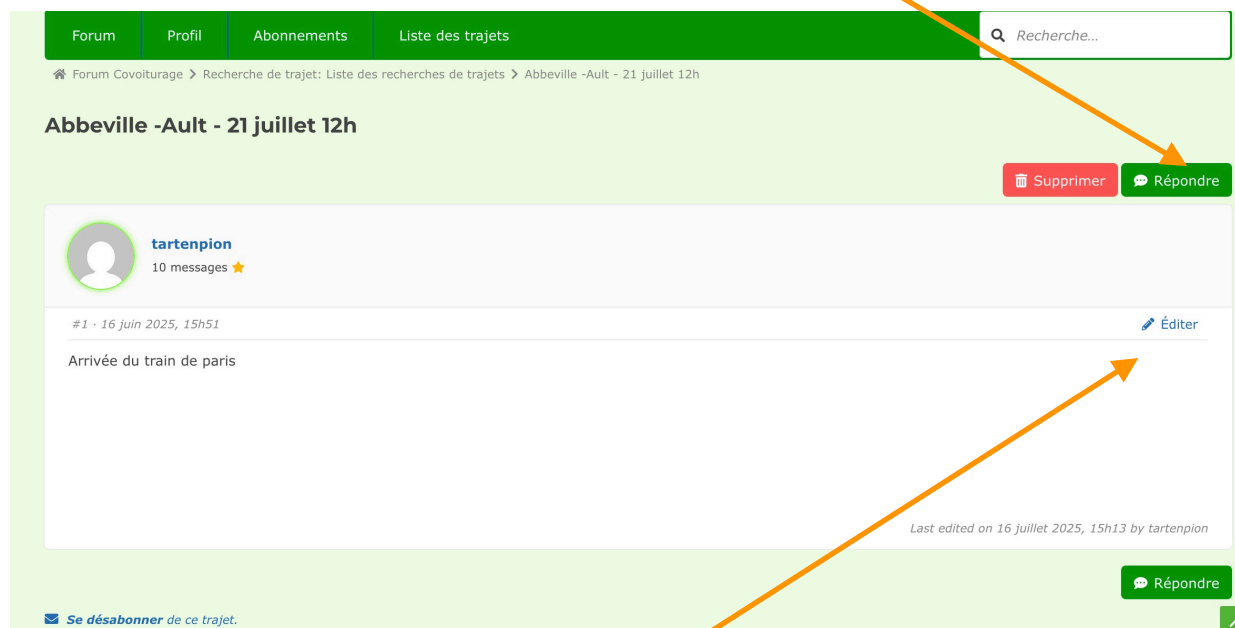 Forum Profil Abonnements Liste des trajets Recherche...
Forum Covoiturage > Recherche de trajet: Liste des recherches de trajets > Abbeville -Ault - 21 juillet 12h
Abbeville -Ault - 21 juillet 12h
Supprimer Répondre
tartenpion
10 messages
#1 · 16 juin 2025, 15h51 Éditer
Arrivée du train de paris
Last edited on 16 juillet 2025, 15h13 by tartenpion
Répondre
Se désabonner de ce trajet.